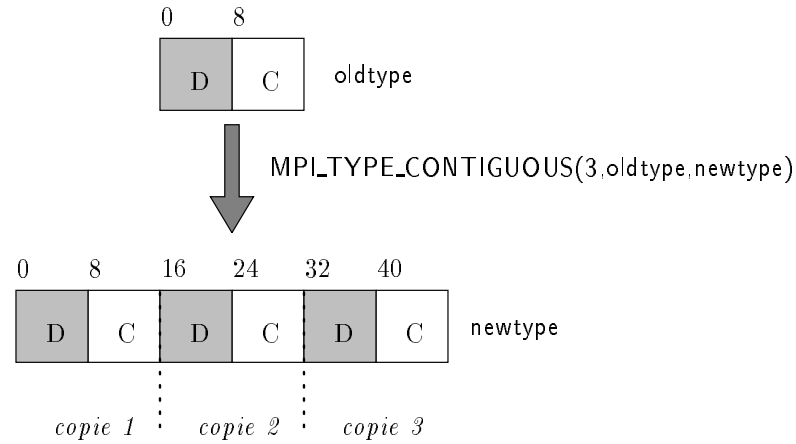 0 8
D C oldtype
MPI_TYPE_CONTIGUOUS(3,oldtype,newtype)
0 8 16 24 32 40
D C D C D C newtype
copie 1 copie 2 copie 3